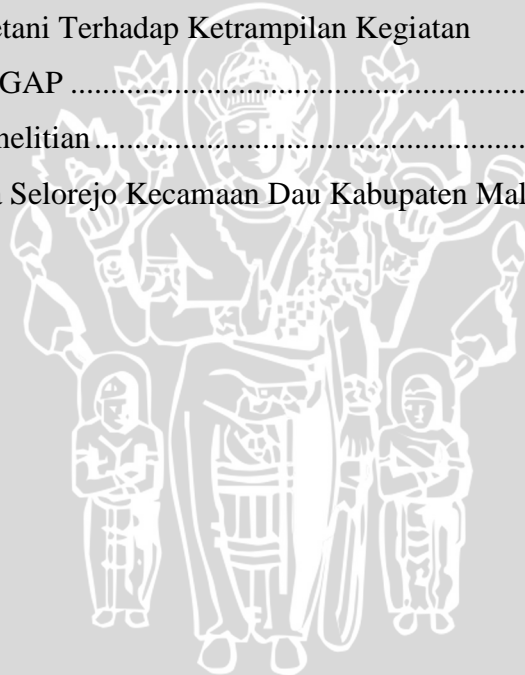 etani Terhadap Ketrampilan Kegiatan
GAP ......................................................
nelitian ..................................................
a Selorejo Kecamaan Dau Kabupaten Mal